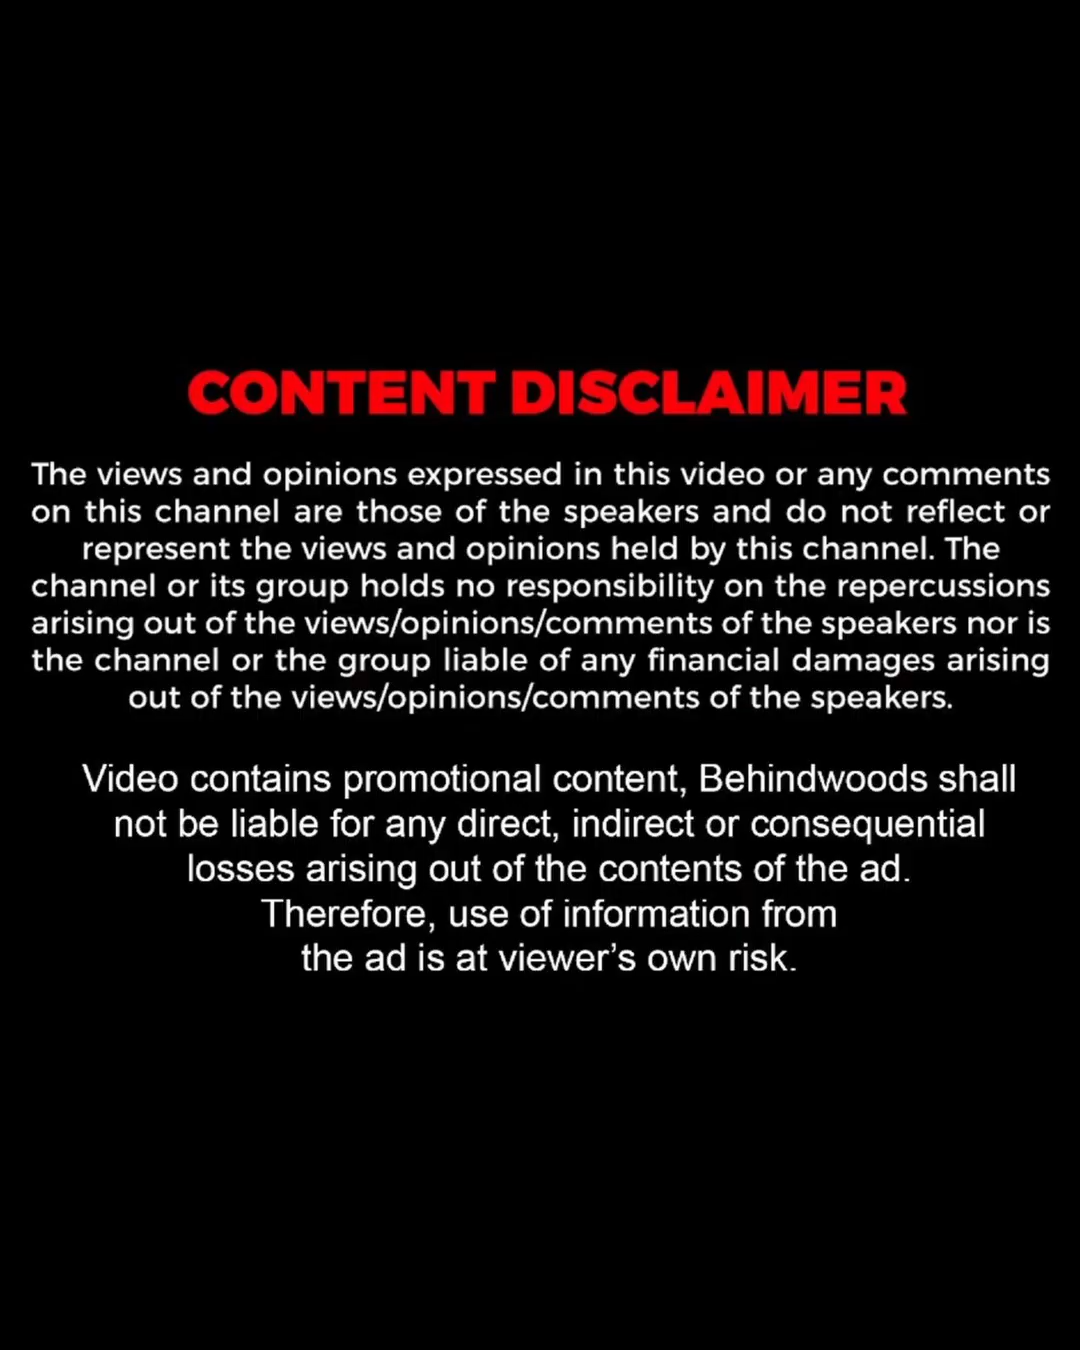 CONTENT DISCLAIMER
The views and opinions expressed in this video or any comments
on this channel are those of the speakers and do not reflect or
represent the views and opinions held by this channel. The
channel or its group holds no responsibility on the repercussions
arising out of the views/opinions/comments of the speakers nor is
the channel or the group liable of any financial damages arising
out of the views/opinions/comments of the speakers.
Video contains promotional content, Behindwoods shall
not be liable for any direct, indirect or consequential
losses arising out of the contents of the ad.
Therefore, use of information from
the ad is at viewer’s own risk.